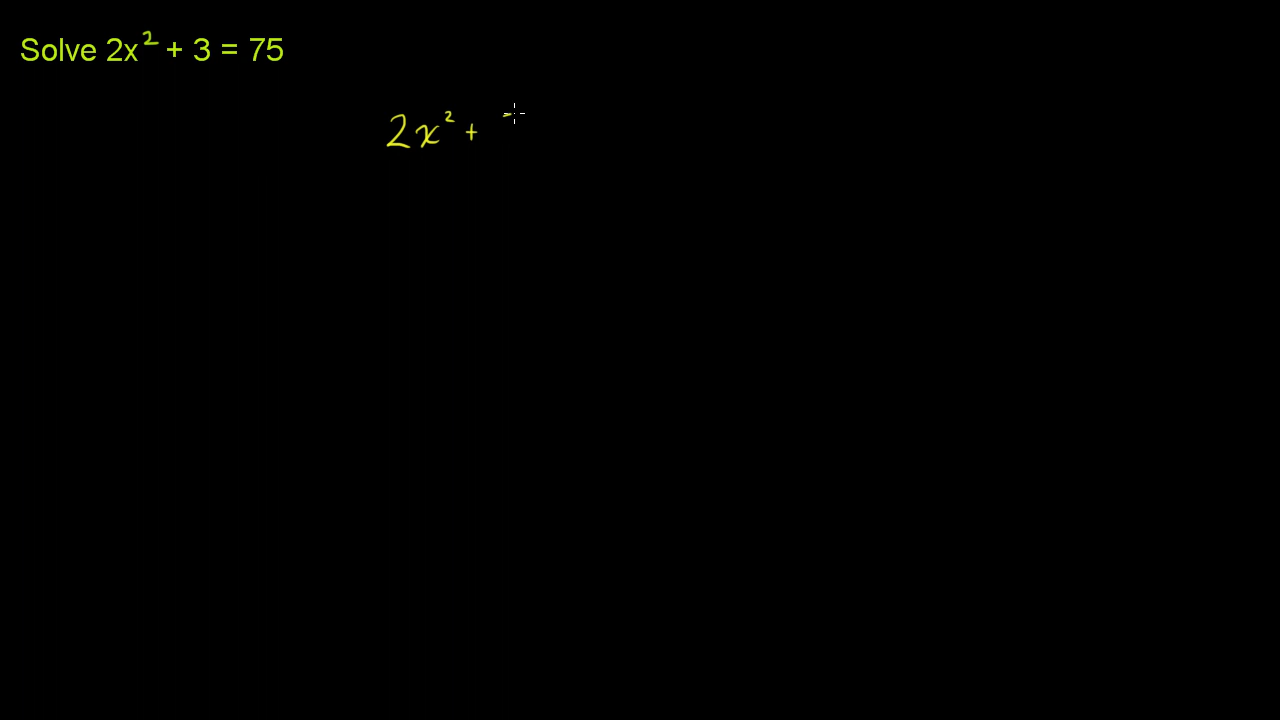 Solve 2x² + 3 = 75
2x² +